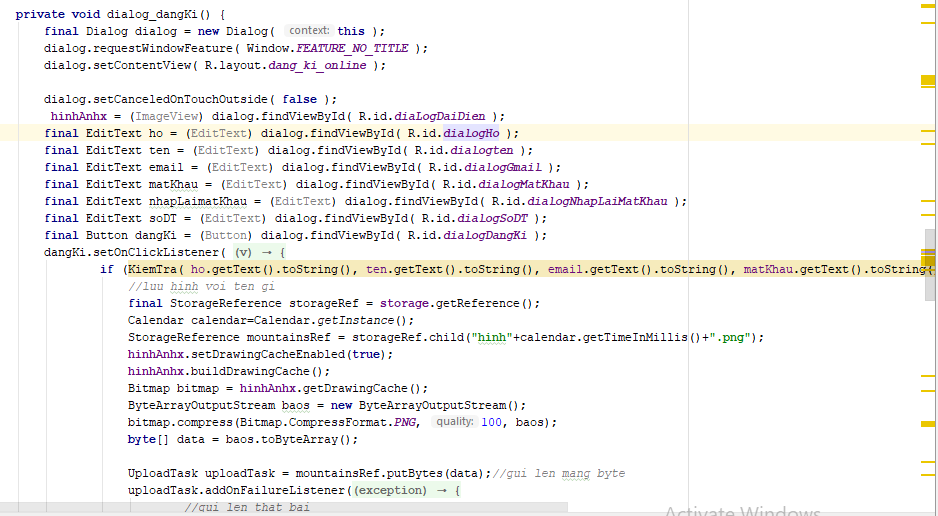 private void dialog_dangKi() {
final Dialog dialog = new Dialog( context: this );
dialog.requestWindowFeature( Window.FEATURE_NO_TITLE );
dialog.setContentView( R.layout.dang_ki_online );
dialog.setCanceledOnTouchOutside( false );
hinhAnhx = (ImageView) dialog.findViewById( R.id.diaLogDaiDien );
final EditText ho = (EditText) dialog.findViewById( R.id.dialogHo );
final EditText ten = (EditText) dialog.findViewById( R.id.dialogten );
final EditText email = (EditText) dialog.findViewById( R.id.dialogGmail );
final EditText matKhau = (EditText) dialog.findViewById( R.id.dialogMatKhau );
final EditText nhapLaimatKhau = (EditText) dialog.findViewById( R.id.dialogNhapLaiMatKhau );
final EditText soDT = (EditText) dialog.findViewById( R.id.dialogSoDT );
final Button dangKi = (Button) dialog.findViewById( R.id.dialogDangKi );
dangKi.setOnClickListener( (v) → {
if (KiemTra( ho.getText().toString(), ten.getText().toString(), email.getText().toString(), matKhau.getText().toString(
//luu hinh voi ten gi
final StorageReference storageRef = storage.getReference();
Calendar calendar=Calendar.getInstance();
StorageReference mountainsRef = storageRef.child("hinh"+calendar.getTimeInMillis()+".png");
hinhAnhx.setDrawingCacheEnabled(true);
hinhAnhx.buildDrawingCache();
Bitmap bitmap = hinhAnhx.getDrawingCache();
ByteArrayOutputStream baos = new ByteArrayOutputStream();
bitmap.compress(Bitmap.CompressFormat.PNG, quality: 100, baos);
byte[] data = baos.toByteArray();
UploadTask uploadTask = mountainsRef.putBytes(data);//gui len mang byte
uploadTask.addOnFailureListener((exception) → {
//gui len that bai
Activate Windows